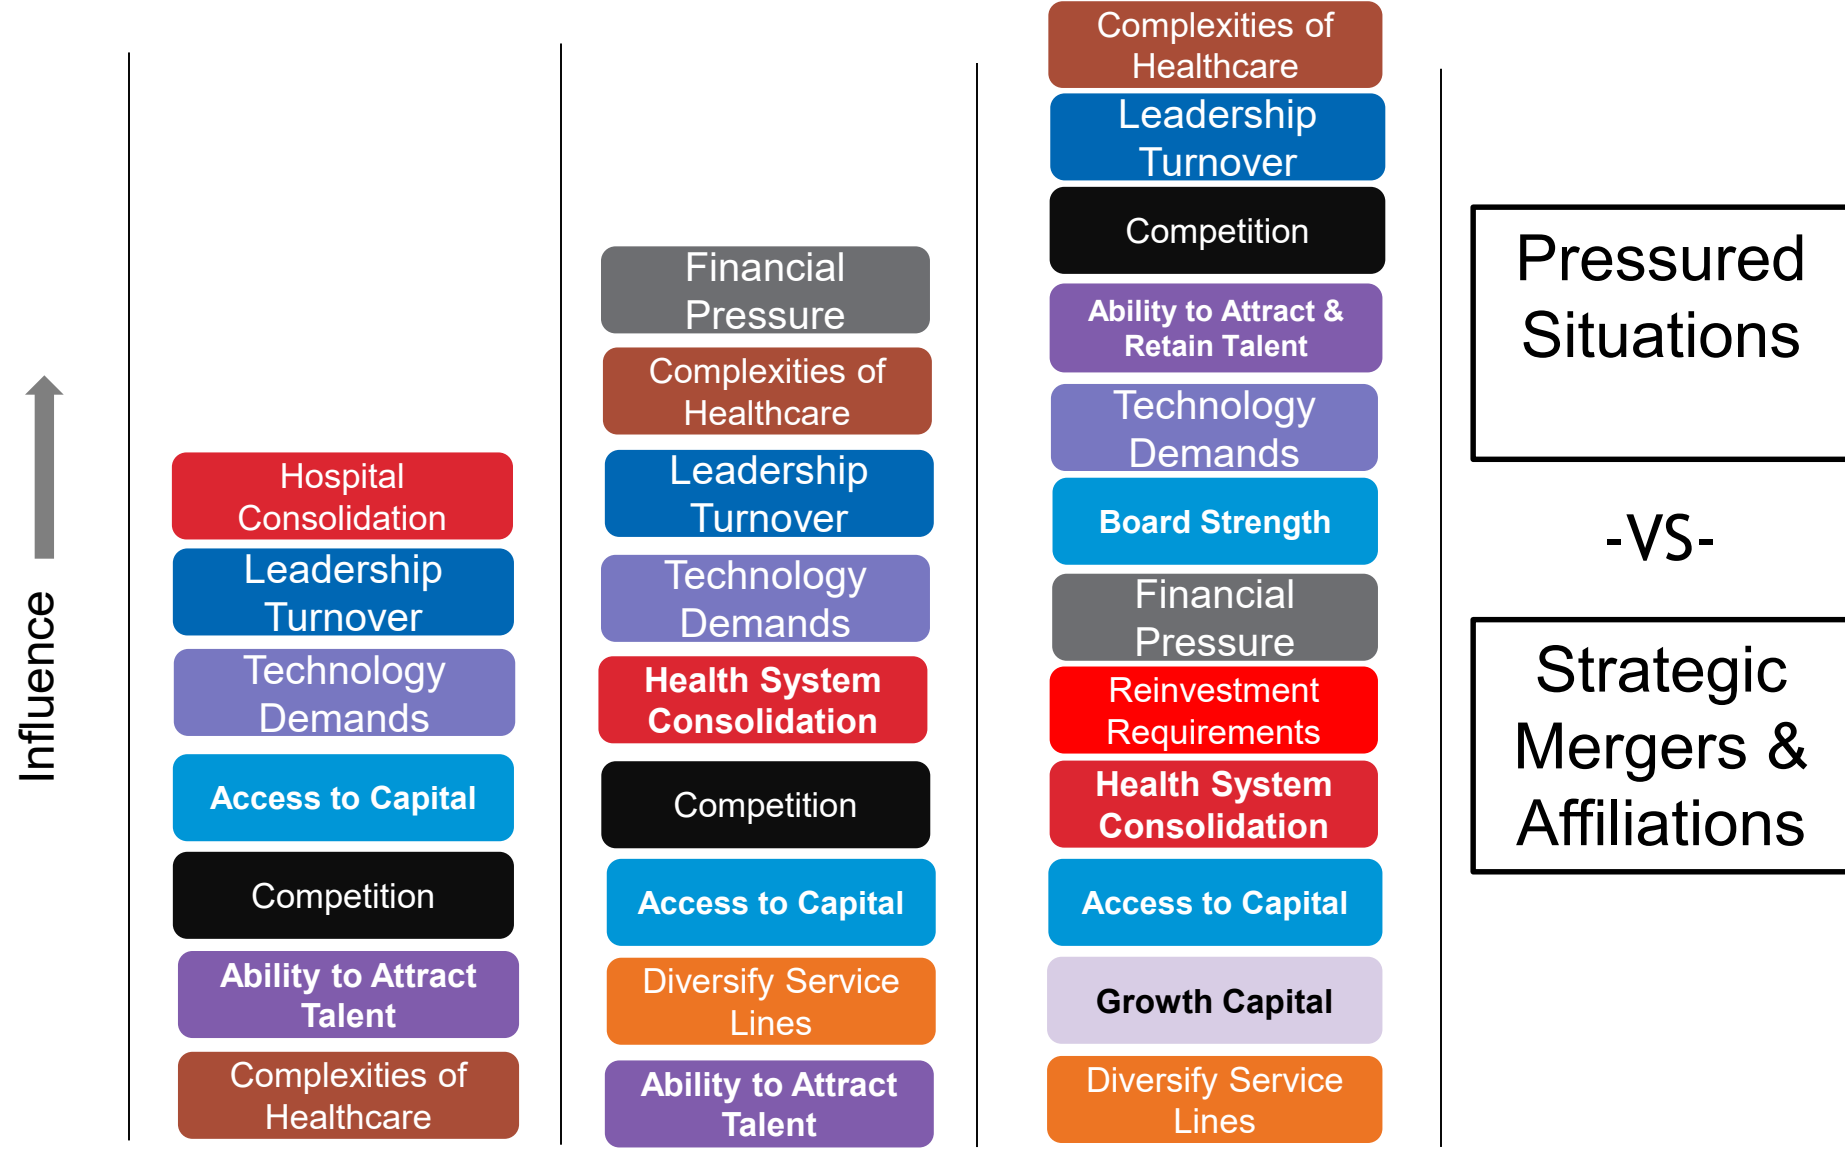 Influence
Hospital
Consolidation
Leadership
Turnover
Technology
Demands
Access to Capital
Competition
Ability to Attract
Talent
Complexities of
Healthcare
Financial
Pressure
Complexities of
Healthcare
Leadership
Turnover
Technology
Demands
Health System
Consolidation
Competition
Access to Capital
Diversify Service
Lines
Ability to Attract
Talent
Complexities of
Healthcare
Leadership
Turnover
Competition
Ability to Attract &
Retain Talent
Technology
Demands
Board Strength
Financial
Pressure
Reinvestment
Requirements
Health System
Consolidation
Access to Capital
Growth Capital
Diversify Service
Lines
Pressured
Situations
-VS-
Strategic
Mergers &
Affiliations